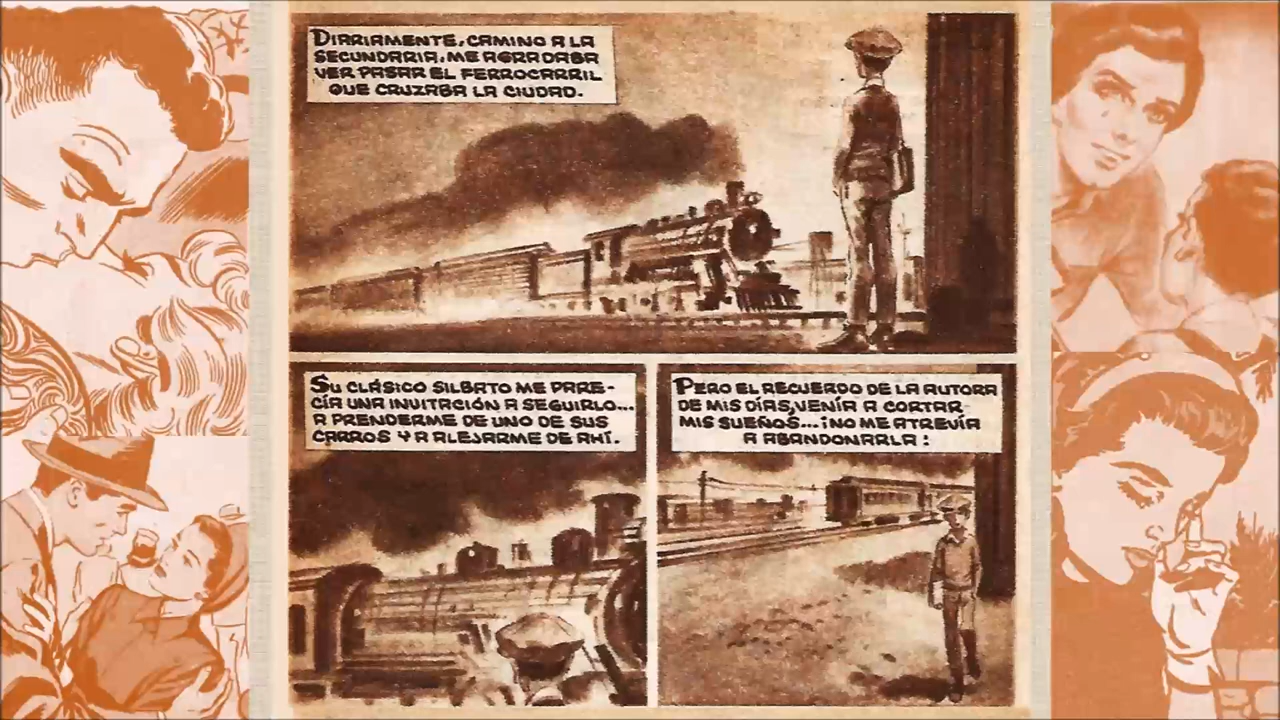 DIARIAMENTE, CAMINO A LA
SECUNDARIA, ME AGRADABA
VER PASAR EL FERROCARRIL
QUE CRUZABA LA CIUDAD.
SU CLÁSICO SILBATO ME PARE-
CÍA UNA INVITACIÓN A SEGUIRLO...
A PRENDERME DE UNO DE SUS
CARROS Y A ALEJARME DE AHÍ.
PERO EL RECUERDO DE LA AUTORA
DE MIS DÍAS, VENÍA A CORTAR
MIS SUEÑOS... ¡NO ME ATREVÍA
A ABANDONARLA!